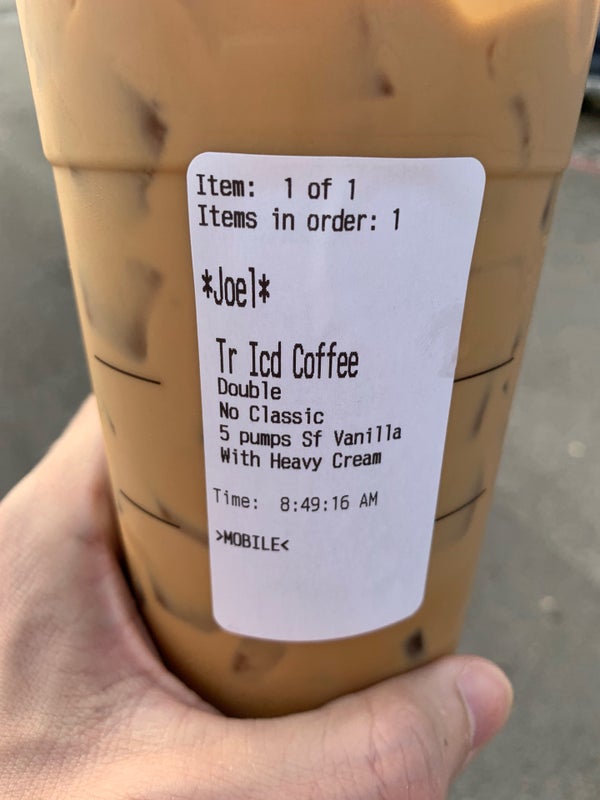 Item: 1 of 1
Items in order: 1
*Joel*
Tr Icd Coffee
Double
No Classic
5 pumps Sf Vanilla
With Heavy Cream
Time: 8:49:16 AM
>MOBILE<